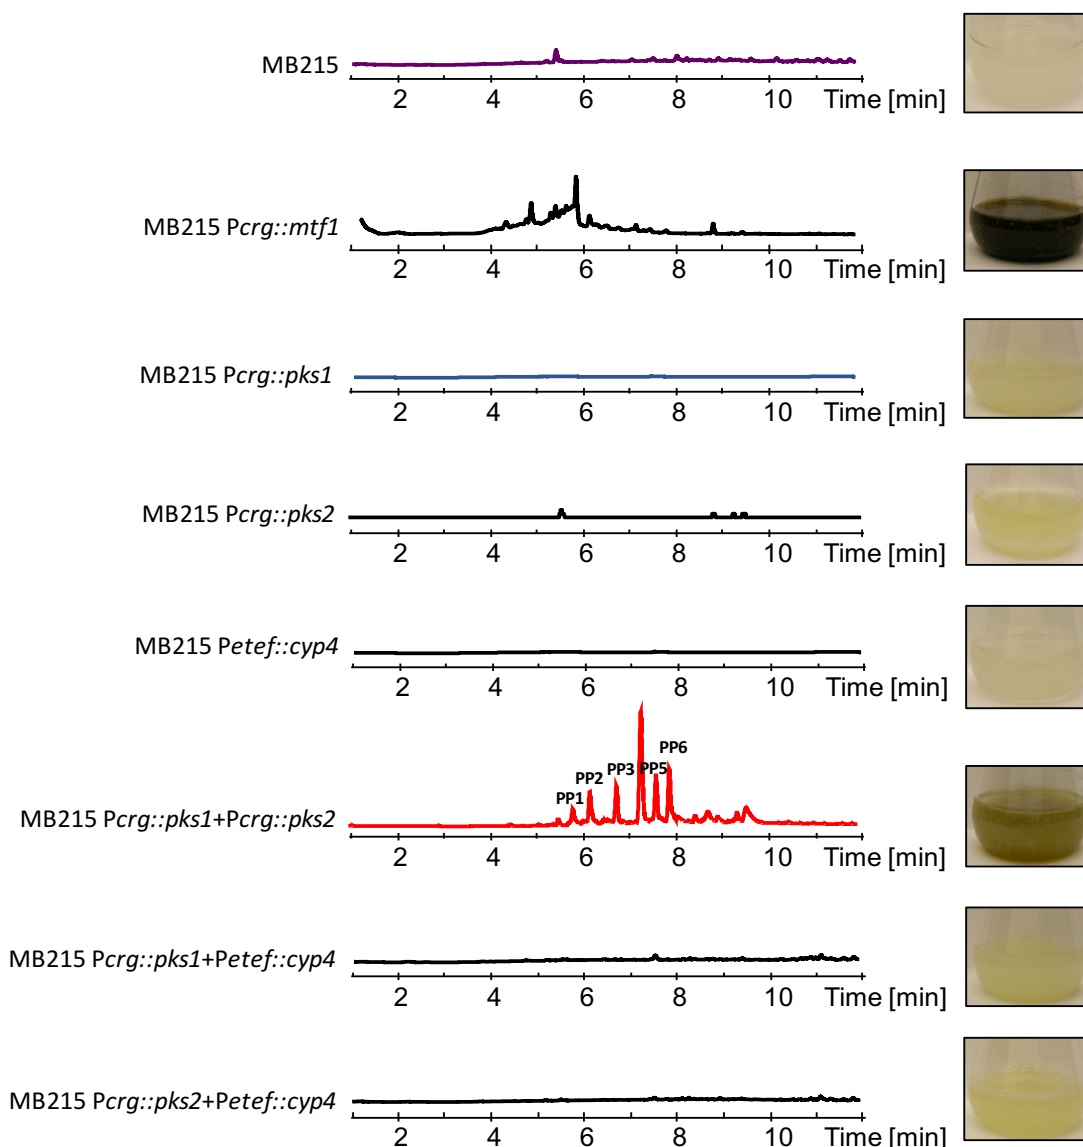 MB215
2 4 6 8 10 Time [min]
MB215 Pcrg::mtf1
2 4 6 8 10 Time [min]
MB215 Pcrg::pks1
2 4 6 8 10 Time [min]
MB215 Pcrg::pks2
2 4 6 8 10 Time [min]
MB215 Petef::cyp4
2 4 6 8 10 Time [min]
PP1 PP2 PP3 PP5 PP6
MB215 Pcrg::pks1+Pcrg::pks2
2 4 6 8 10 Time [min]
MB215 Pcrg::pks1+Petef::cyp4
2 4 6 8 10 Time [min]
MB215 Pcrg::pks2+Petef::cyp4
2 4 6 8 10 Time [min]